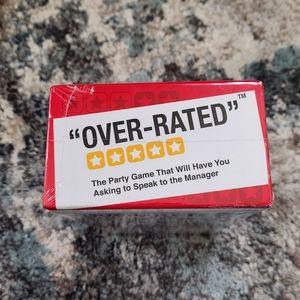 “OVER-RATED”™
The Party Game That Will Have You
Asking to Speak to the Manager